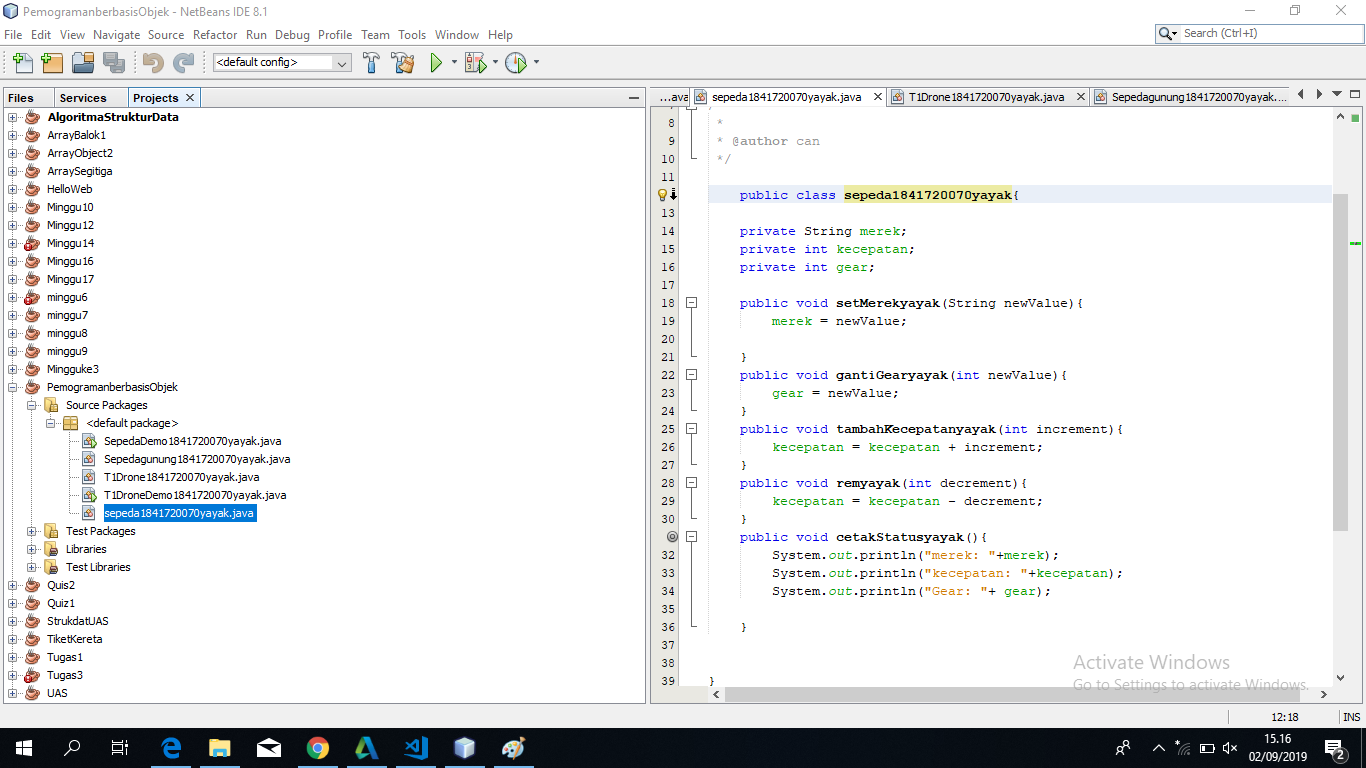 PemogramanberbasisObjek - NetBeans IDE 8.1
File Edit View Navigate Source Refactor Run Debug Profile Team Tools Window Help
Search (Ctrl+I)
<default config>
Files Services Projects
AlgoritmaStrukturData
ArrayBalok1
ArrayObject2
ArraySegitiga
HelloWeb
Minggu10
Minggu12
Minggu14
Minggu16
Minggu17
minggu6
minggu7
minggu8
minggu9
Mingguke3
PemogramanberbasisObjek
Source Packages
<default package>
SepedaDemo1841720070yayak.java
Sepedagunung1841720070yayak.java
T1Drone1841720070yayak.java
T1DroneDemo1841720070yayak.java
sepeda1841720070yayak.java
Test Packages
Libraries
Test Libraries
Quis2
Quiz1
StrukdatUAS
TiketKereta
Tugas1
Tugas3
UAS
...ava sepeda1841720070yayak.java T1Drone1841720070yayak.java Sepedagunung1841720070yayak....
8 *
9 * @author can
10 */
11
public class sepeda1841720070yayak{
13
14 private String merek;
15 private int kecepatan;
16 private int gear;
17
18 public void setMerekyayak(String newValue){
19 merek = newValue;
20
21 }
22 public void gantiGearyayak(int newValue){
23 gear = newValue;
24 }
25 public void tambahKecepatanyayak(int increment){
26 kecepatan = kecepatan + increment;
27 }
28 public void remyayak(int decrement){
29 kecepatan = kecepatan - decrement;
30 }
public void cetakStatusyayak(){
32 System.out.println("merek: "+merek);
33 System.out.println("kecepatan: "+kecepatan);
34 System.out.println("Gear: "+ gear);
35
36 }
37
38
39 }
Activate Windows
Go to Settings to activate Windows.
12:18 INS
15.16
02/09/2019
2